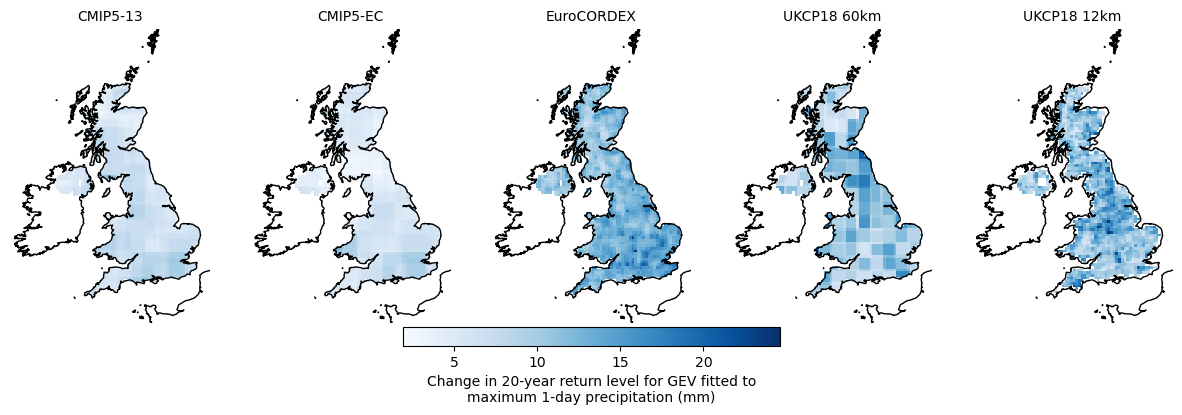 CMIP5-13
CMIP5-EC
EuroCORDEX
UKCP18 60km
UKCP18 12km
5
10
15
20
Change in 20-year return level for GEV fitted to
maximum 1-day precipitation (mm)